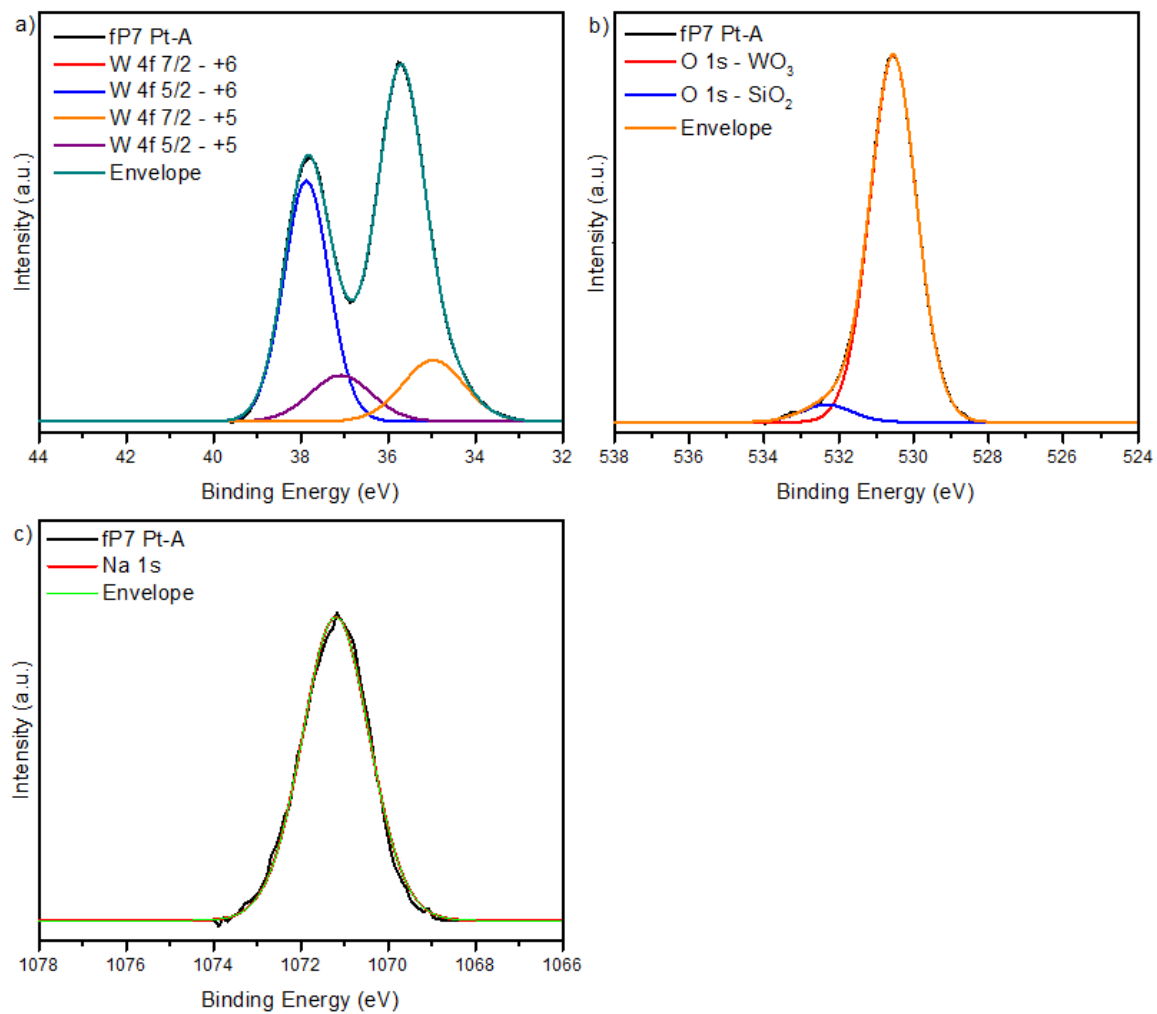 a)
fP7 Pt-A
W 4f 7/2 - +6
W 4f 5/2 - +6
W 4f 7/2 - +5
W 4f 5/2 - +5
Envelope
Intensity (a.u.)
44 42 40 38 36 34 32
Binding Energy (eV)
b)
fP7 Pt-A
O 1s - WO₃
O 1s - SiO₂
Envelope
Intensity (a.u.)
538 536 534 532 530 528 526 524
Binding Energy (eV)
c)
fP7 Pt-A
Na 1s
Envelope
Intensity (a.u.)
1078 1076 1074 1072 1070 1068 1066
Binding Energy (eV)